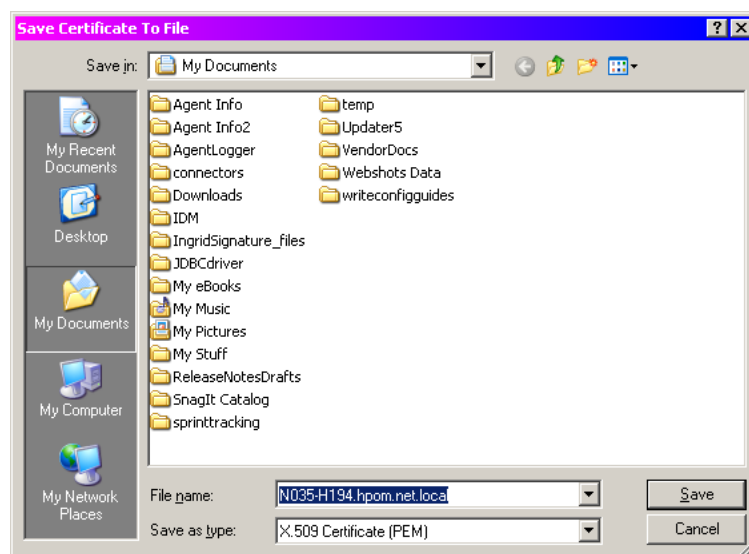 Save Certificate To File
Save in: My Documents
My Recent
Documents
Desktop
My Documents
My Computer
My Network
Places
Agent Info
Agent Info2
AgentLogger
connectors
Downloads
IDM
IngridSignature_files
JDBCdriver
My eBooks
My Music
My Pictures
My Stuff
ReleaseNotesDrafts
SnagIt Catalog
sprinttracking
temp
Updater5
VendorDocs
Webshots Data
writeconfigguides
File name: N035-H194.hpom.net.local Save
Save as type: X.509 Certificate (PEM) Cancel